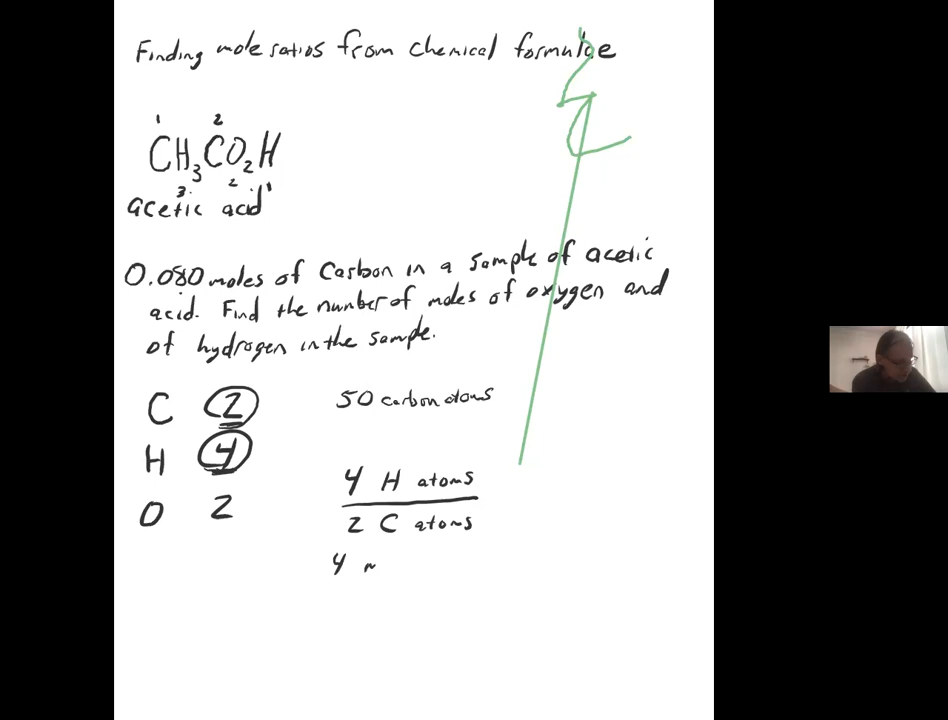 Finding mole ratios from chemical formulae
1 2
CH3CO2H
3 2 1
acetic acid
0.080 moles of Carbon in a sample of acetic
acid. Find the number of moles of oxygen and
of hydrogen in the sample.
C 2
50 carbon atoms
H 4
4 H atoms
O 2
2 C atoms
4